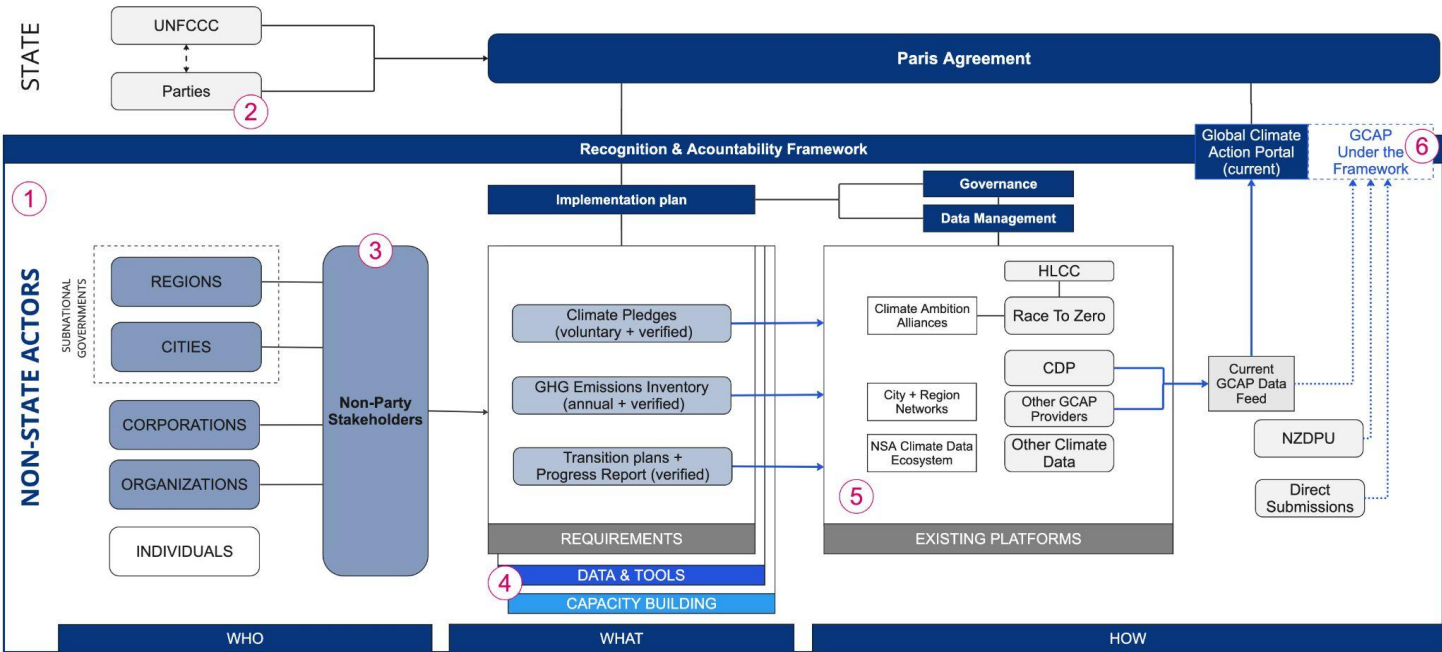 STATE
UNFCCC
Parties
2
Paris Agreement
Recognition & Acountability Framework
Global Climate
Action Portal
(current)
GCAP
Under the
Framework
6
1
NON-STATE ACTORS
Implementation plan
Governance
Data Management
SUBNATIONAL
GOVERNMENTS
REGIONS
CITIES
CORPORATIONS
ORGANIZATIONS
INDIVIDUALS
3
Non-Party
Stakeholders
Climate Pledges
(voluntary + verified)
GHG Emissions Inventory
(annual + verified)
Transition plans +
Progress Report (verified)
REQUIREMENTS
4
DATA & TOOLS
CAPACITY BUILDING
HLCC
Climate Ambition
Alliances
Race To Zero
CDP
City + Region
Networks
Other GCAP
Providers
NSA Climate Data
Ecosystem
Other Climate
Data
5
EXISTING PLATFORMS
Current
GCAP Data
Feed
NZDPU
Direct
Submissions
WHO
WHAT
HOW